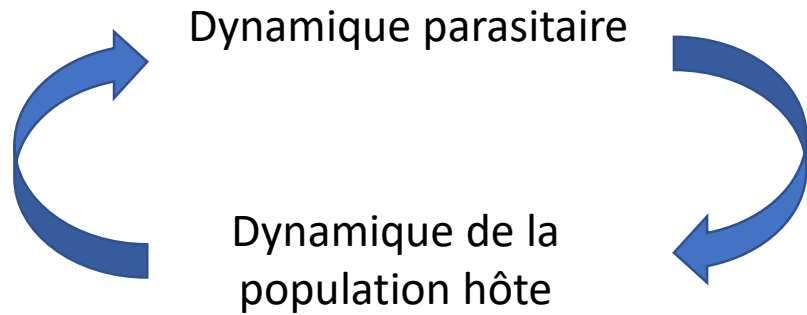 Dynamique parasitaire
Dynamique de la
population hôte